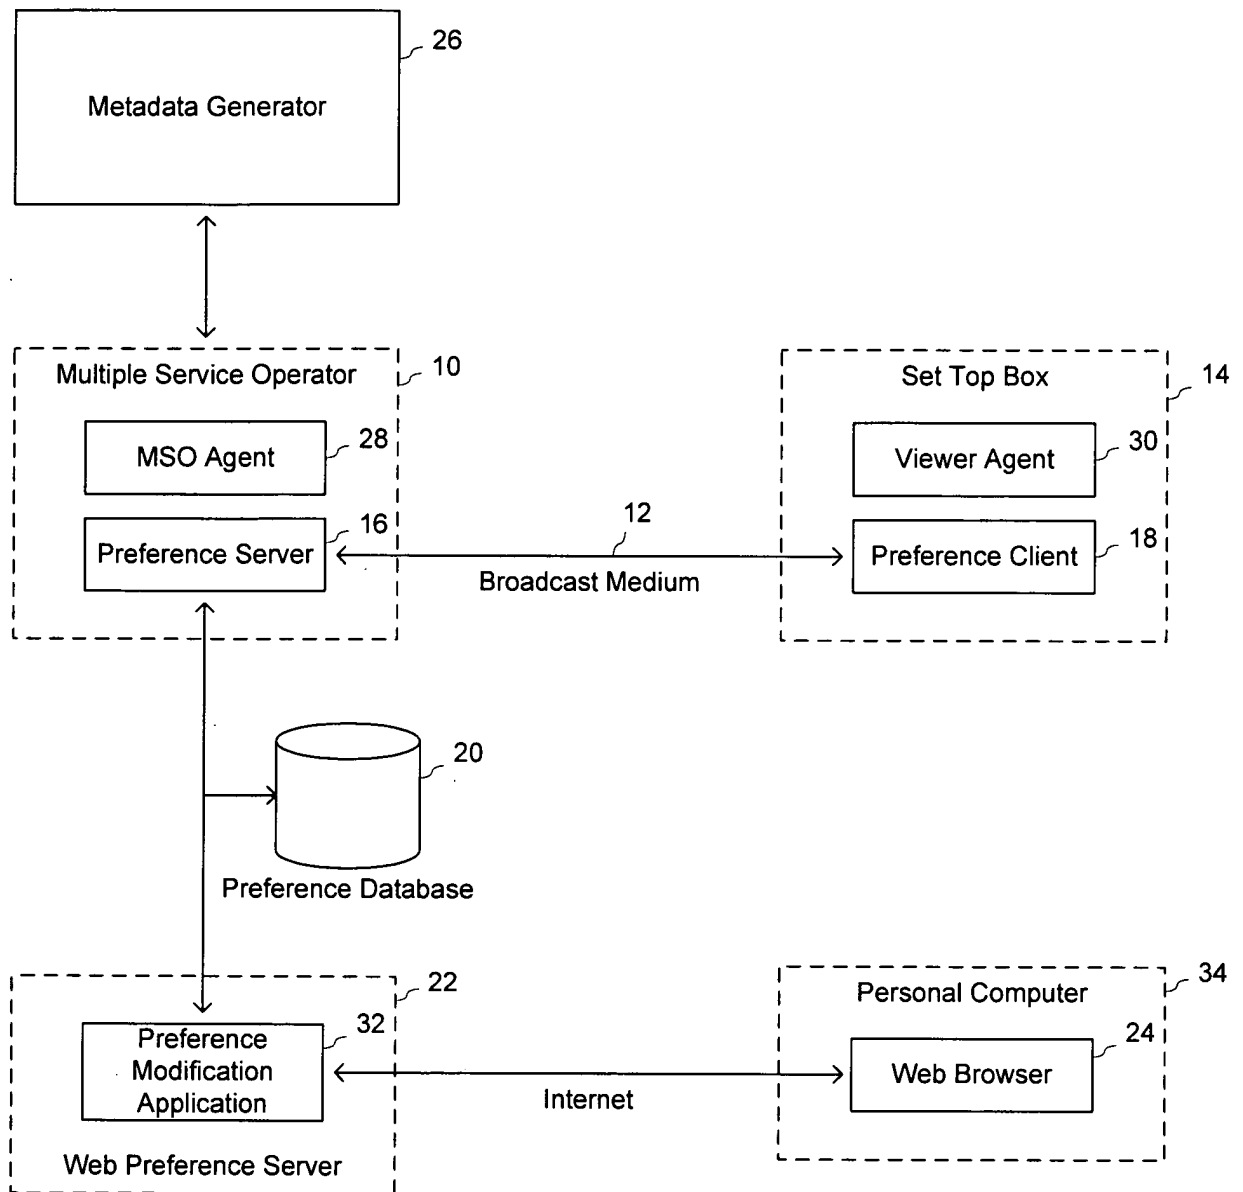 26
Metadata Generator
Multiple Service Operator
10
Set Top Box
14
MSO Agent
28
Viewer Agent
30
Preference Server
16
12
Preference Client
18
Broadcast Medium
20
Preference Database
22
34
Personal Computer
Preference
Modification
Application
32
Web Browser
24
Internet
Web Preference Server